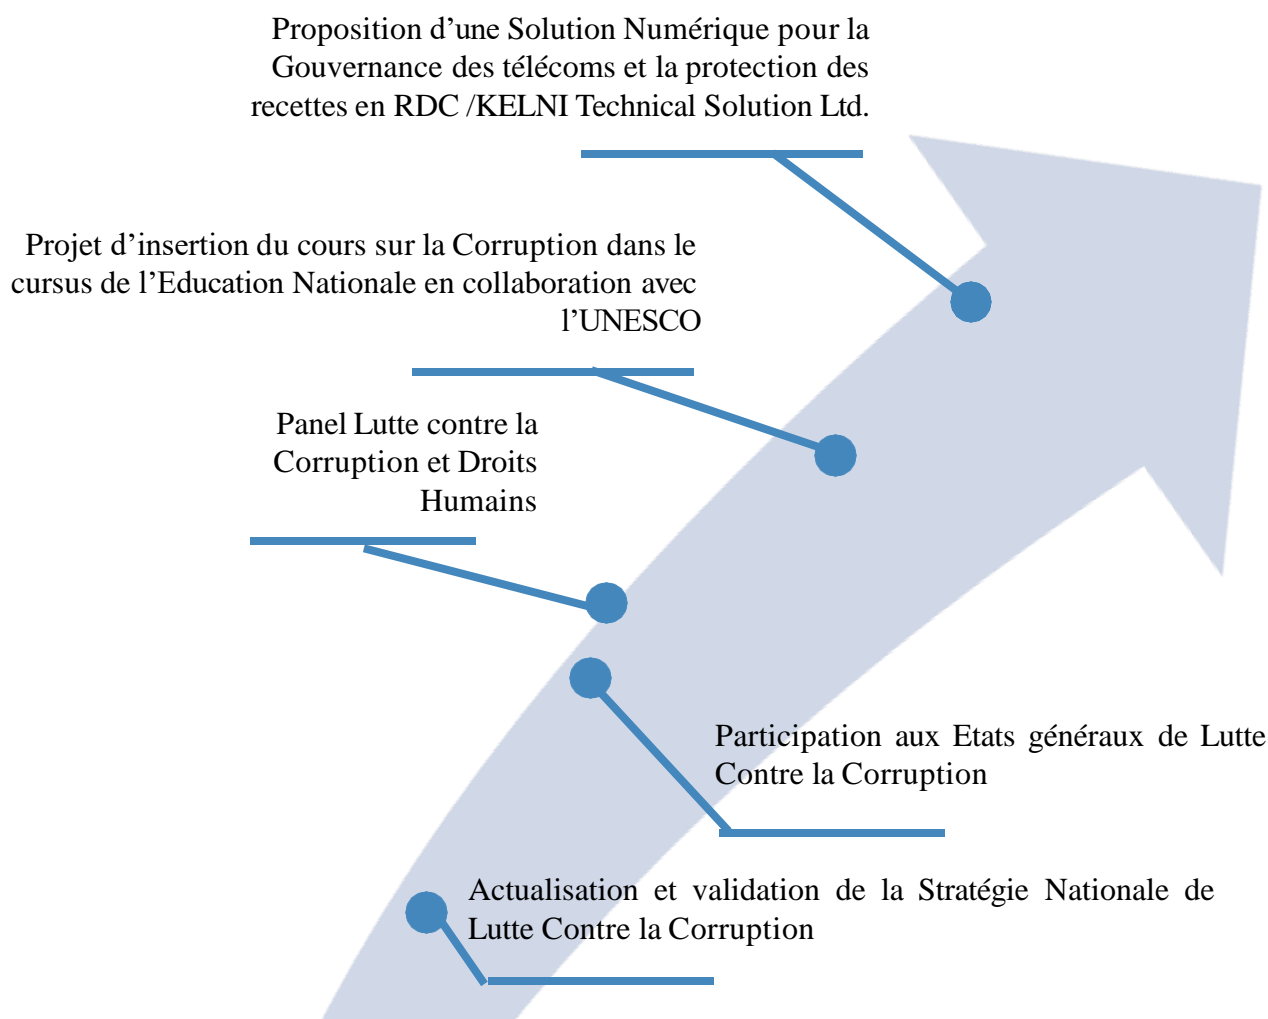 Proposition d’une Solution Numérique pour la
Gouvernance des télécoms et la protection des
recettes en RDC /KELNI Technical Solution Ltd.
Projet d’insertion du cours sur la Corruption dans le
cursus de l’Education Nationale en collaboration avec
l’UNESCO
Panel Lutte contre la
Corruption et Droits
Humains
Participation aux Etats généraux de Lutte
Contre la Corruption
Actualisation et validation de la Stratégie Nationale de
Lutte Contre la Corruption